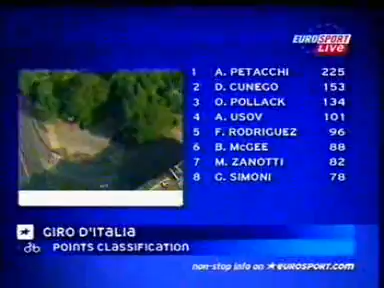 EUROSPORT
LIVE
1 A. PETACCHI 225
2 D. CUNEGO 153
3 O. POLLACK 134
4 A. USOV 101
5 F. RODRIGUEZ 96
6 B. McGEE 88
7 M. ZANOTTI 82
8 G. SIMONI 78
GIRO D'ITALIA
POINTS CLASSIFICATION
non-stop info on EUROSPORT.com